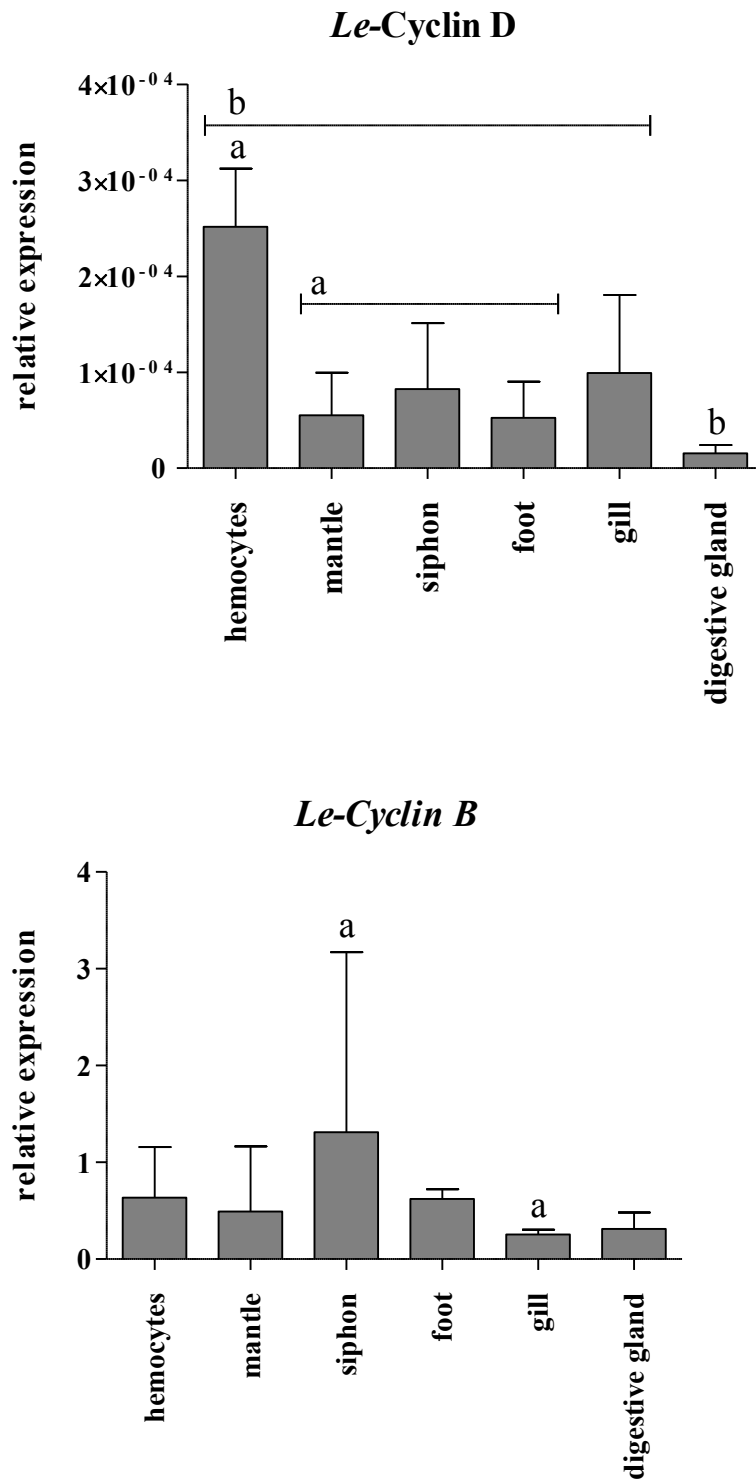 Le-Cyclin D
4×10⁻⁰⁴
3×10⁻⁰⁴
2×10⁻⁰⁴
1×10⁻⁰⁴
0
relative expression
b
a
a
b
hemocytes
mantle
siphon
foot
gill
digestive gland
Le-Cyclin B
4
3
2
1
0
relative expression
a
a
hemocytes
mantle
siphon
foot
gill
digestive gland